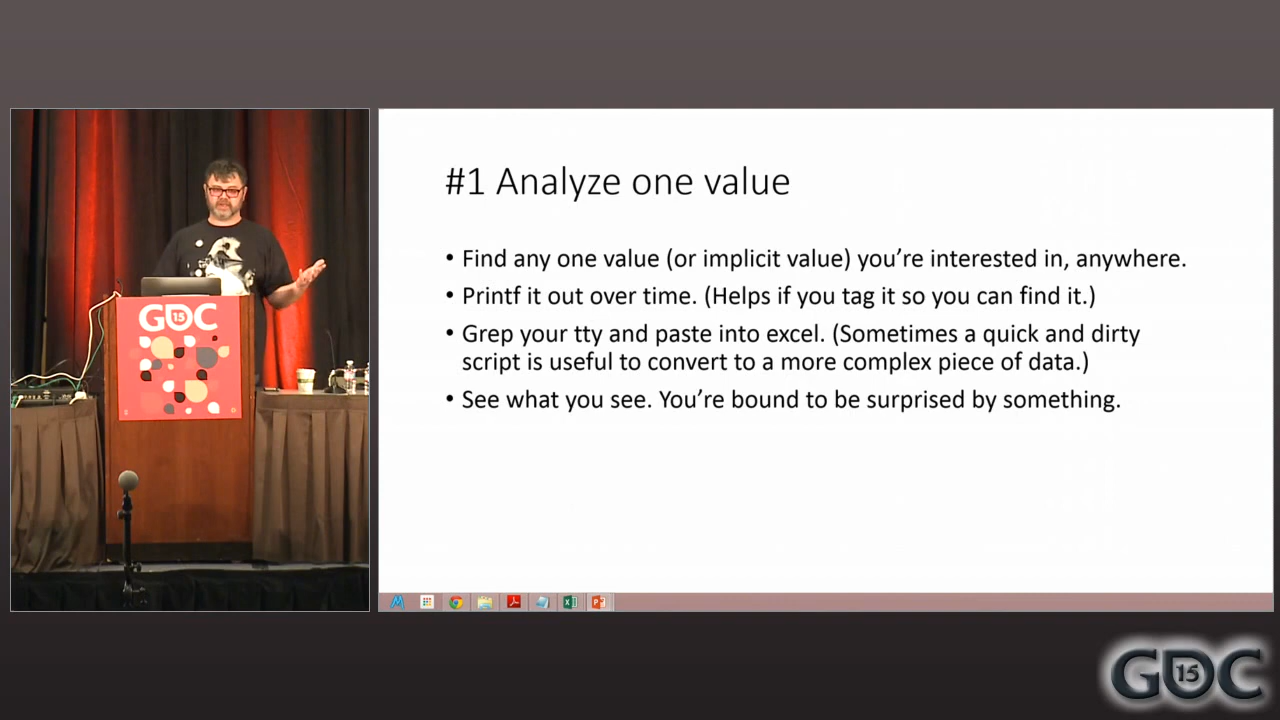 #1 Analyze one value
• Find any one value (or implicit value) you're interested in, anywhere.
• Printf it out over time. (Helps if you tag it so you can find it.)
• Grep your tty and paste into excel. (Sometimes a quick and dirty
script is useful to convert to a more complex piece of data.)
• See what you see. You're bound to be surprised by something.
GDC
15
GDC
15